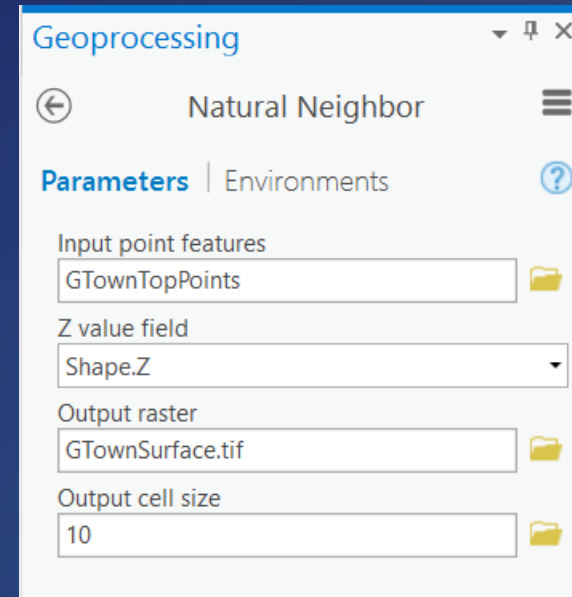 Geoprocessing
Natural Neighbor
Parameters | Environments
?
Input point features
GTownTopPoints
Z value field
Shape.Z
Output raster
GTownSurface.tif
Output cell size
10